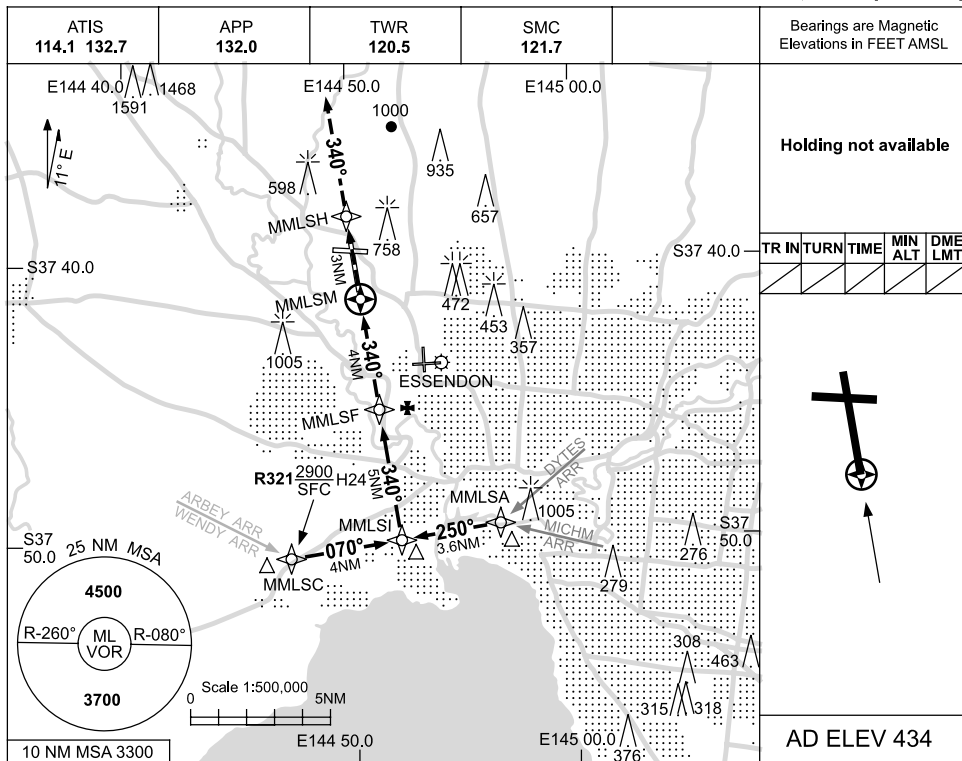 ATIS
114.1 132.7
APP
132.0
TWR
120.5
SMC
121.7
Bearings are Magnetic
Elevations in FEET AMSL
E144 40.0
E144 50.0
E145 00.0
1591
1468
1000
11° E
Holding not available
340°
935
598
657
MMLSH
758
TR IN
TURN
TIME
MIN ALT
DME LMT
S37 40.0
S37 40.0
3NM
MMLSM
472
453
357
1005
340°
4NM
ESSENDON
MMLSF
R321 2900 SFC H24
340°
5NM
DYTES ARR
ARBEY ARR
WENDY ARR
MMLSA
1005
MMLSI
250°
3.6NM
MICHM ARR
S37 50.0
276
S37 50.0
070°
4NM
MMLSC
279
25 NM MSA
4500
R-260°
ML VOR
R-080°
3700
308
463
Scale 1:500,000
0
5NM
315
318
10 NM MSA 3300
E144 50.0
E145 00.0
376
AD ELEV 434